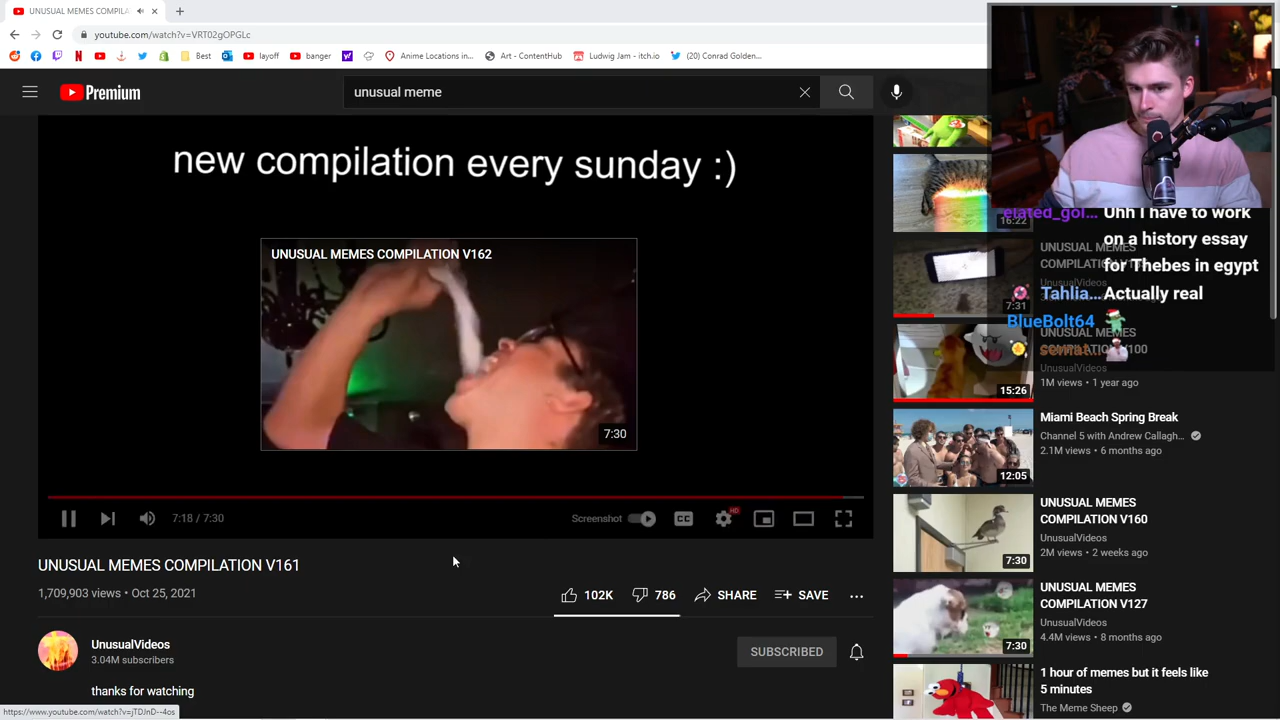 UNUSUAL MEMES COMPILA
youtube.com/watch?v=VRT02gOPGLc
Best
layoff
banger
Anime Locations in...
Art - ContentHub
Ludwig Jam - itch.io
(20) Conrad Golden...
Premium
unusual meme
new compilation every sunday :)
UNUSUAL MEMES COMPILATION V162
7:30
7:18 / 7:30
Screenshot
CC
HD
UNUSUAL MEMES COMPILATION V161
1,709,903 views • Oct 25, 2021
102K
786
SHARE
SAVE
UnusualVideos
3.04M subscribers
SUBSCRIBED
thanks for watching
https://www.youtube.com/watch?v=jTDJnD--4os
elated_gol... Uhh I have to work
on a history essay
for Thebes in egypt
Tahlia... Actually real
BlueBolt64
16:22
UNUSUAL MEMES
UnusualVideos
7:31
UNUSUAL MEMES
UnusualVideos
1M views • 1 year ago
15:26
Miami Beach Spring Break
Channel 5 with Andrew Callagh...
2.1M views • 6 months ago
12:05
UNUSUAL MEMES
COMPILATION V160
UnusualVideos
2M views • 2 weeks ago
7:30
UNUSUAL MEMES
COMPILATION V127
UnusualVideos
4.4M views • 8 months ago
7:30
1 hour of memes but it feels like
5 minutes
The Meme Sheep